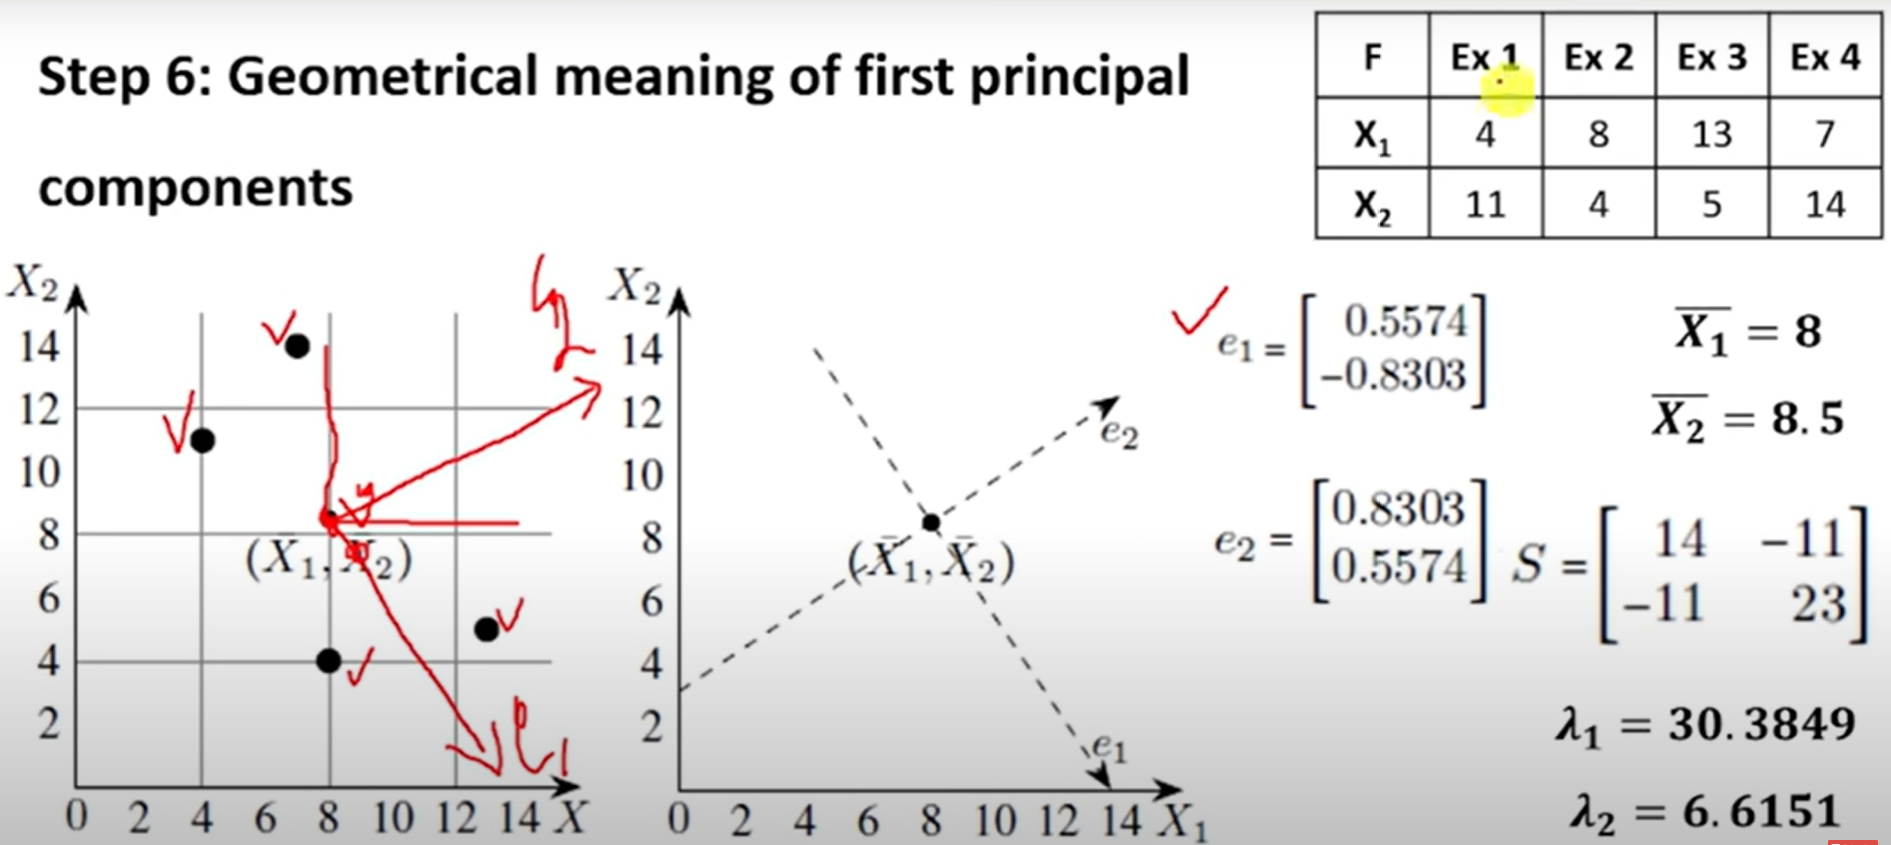 Step 6: Geometrical meaning of first principal
components
F Ex 1 Ex 2 Ex 3 Ex 4
X₁ 4 8 13 7
X₂ 11 4 5 14
X₂
14
12
10
8
6
4
2
0 2 4 6 8 10 12 14 X
(X̄₁, X̄₂)
e₁
X₂
14
12
10
8
6
4
2
0 2 4 6 8 10 12 14 X₁
e₂
(X̄₁, X̄₂)
e₁
e₁ = [0.5574
−0.8303]
e₂ = [0.8303
0.5574]
X̄₁ = 8
X̄₂ = 8.5
S = [14 −11
−11 23]
λ₁ = 30.3849
λ₂ = 6.6151